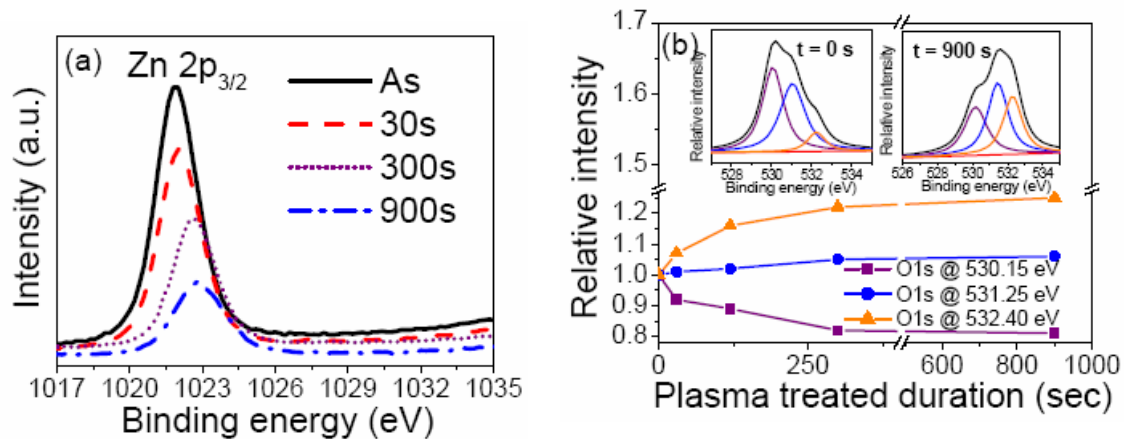 (a)
Zn 2p3/2
As
30s
300s
900s
Intensity (a.u.)
1017 1020 1023 1026 1029 1032 1035
Binding energy (eV)
(b)
1.7
1.6
1.5
1.2
1.1
1.0
0.9
0.8
Relative intensity
t = 0 s
Relative intensity
528 530 532 534
Binding energy (eV)
t = 900 s
Relative intensity
526 528 530 532 534
Binding energy (eV)
O1s @ 530.15 eV
O1s @ 531.25 eV
O1s @ 532.40 eV
0 250 600 800 1000
Plasma treated duration (sec)